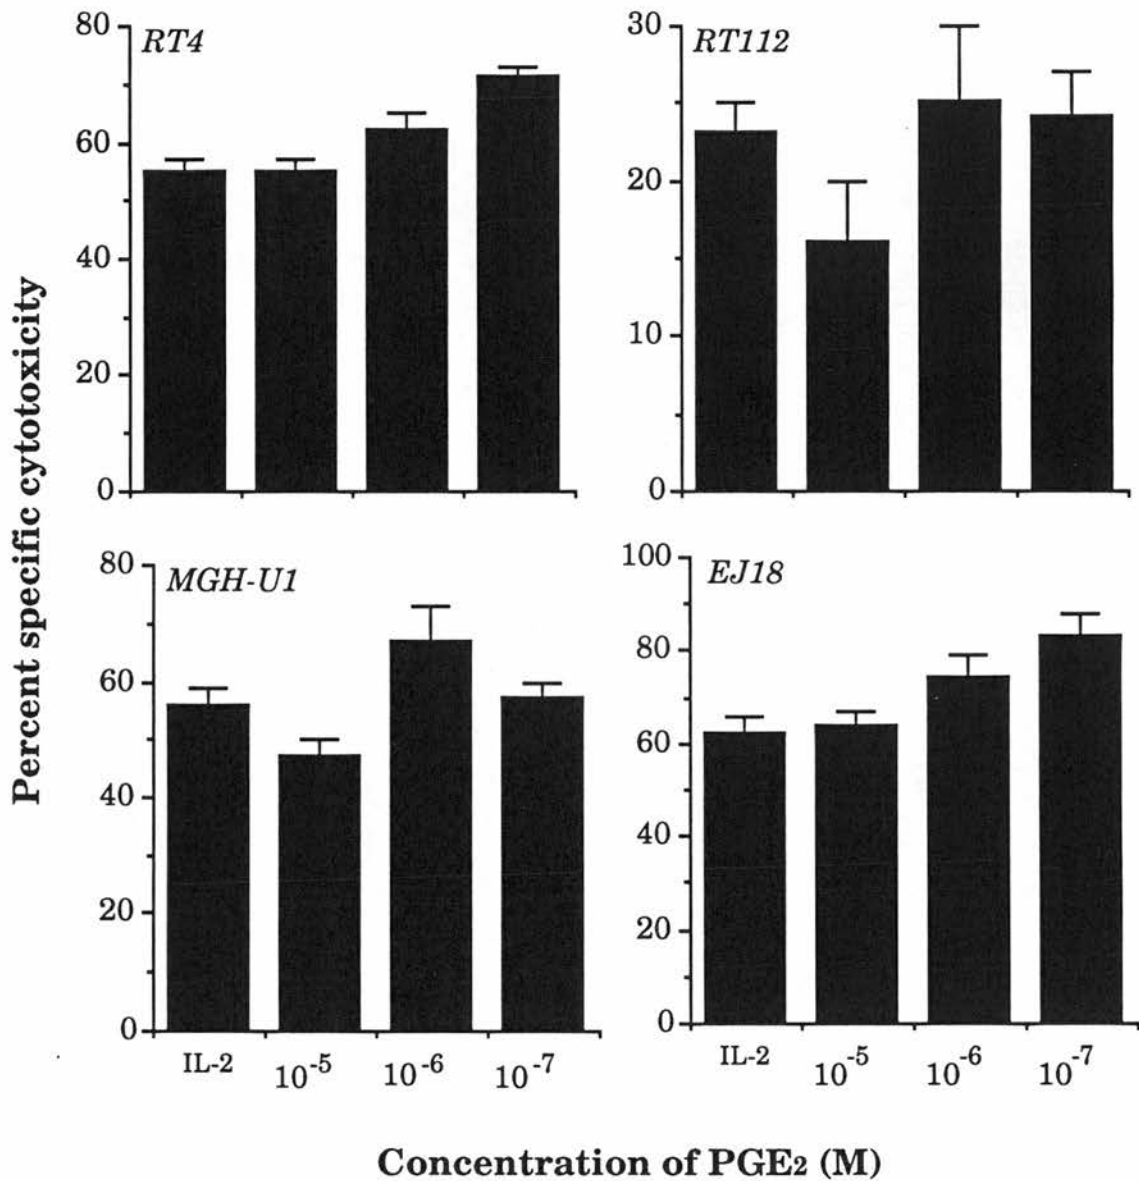 Percent specific cytotoxicity
RT4
80
60
40
20
0
RT112
30
20
10
0
MGH-U1
80
60
40
20
0
IL-2 10⁻⁵ 10⁻⁶ 10⁻⁷
EJ18
100
80
60
40
20
0
IL-2 10⁻⁵ 10⁻⁶ 10⁻⁷
Concentration of PGE₂ (M)